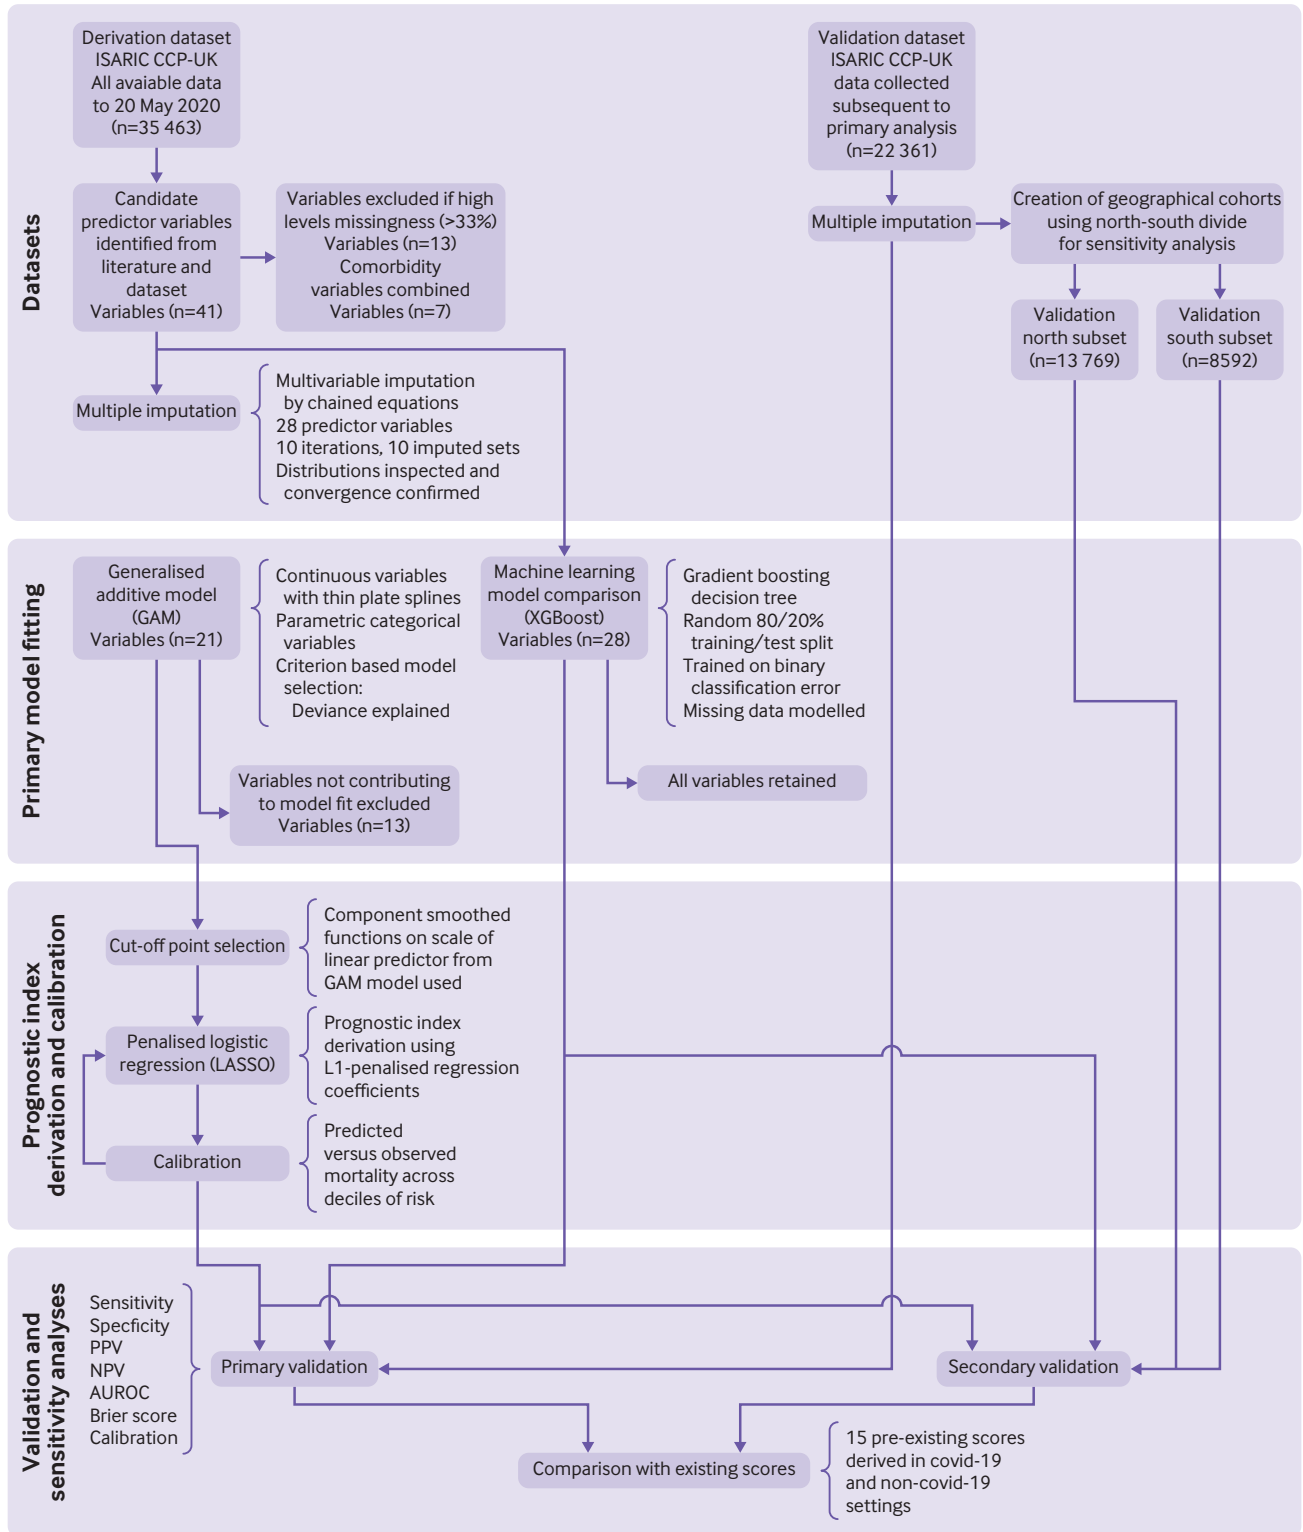 Datasets
Derivation dataset
ISARIC CCP-UK
All avaiable data
to 20 May 2020
(n=35 463)
Candidate
predictor variables
identified from
literature and
dataset
Variables (n=41)
Variables excluded if high
levels missingness (>33%)
Variables (n=13)
Comorbidity
variables combined
Variables (n=7)
Multiple imputation
Multivariable imputation
by chained equations
28 predictor variables
10 iterations, 10 imputed sets
Distributions inspected and
convergence confirmed
Validation dataset
ISARIC CCP-UK
data collected
subsequent to
primary analysis
(n=22 361)
Multiple imputation
Creation of geographical cohorts
using north-south divide
for sensitivity analysis
Validation
north subset
(n=13 769)
Validation
south subset
(n=8592)
Primary model fitting
Generalised
additive model
(GAM)
Variables (n=21)
Continuous variables
with thin plate splines
Parametric categorical
variables
Criterion based model
selection:
Deviance explained
Variables not contributing
to model fit excluded
Variables (n=13)
Machine learning
model comparison
(XGBoost)
Variables (n=28)
Gradient boosting
decision tree
Random 80/20%
training/test split
Trained on binary
classification error
Missing data modelled
All variables retained
Prognostic index
derivation and calibration
Cut-off point selection
Component smoothed
functions on scale of
linear predictor from
GAM model used
Penalised logistic
regression (LASSO)
Prognostic index
derivation using
L1-penalised regression
coefficients
Calibration
Predicted
versus observed
mortality across
deciles of risk
Validation and
sensitivity analyses
Sensitivity
Specficity
PPV
NPV
AUROC
Brier score
Calibration
Primary validation
Secondary validation
Comparison with existing scores
15 pre-existing scores
derived in covid-19
and non-covid-19
settings